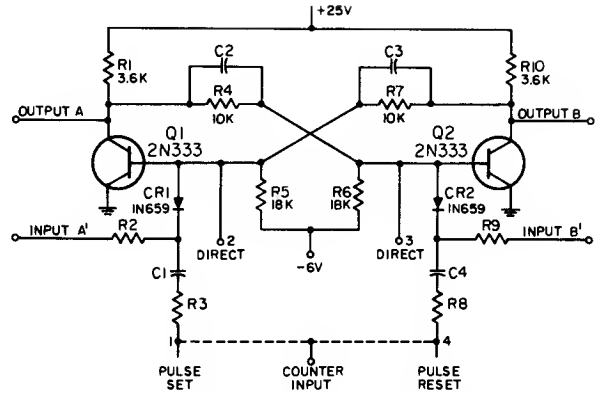 +25V
R1
3.6K
C2
C3
R10
3.6K
R4
10K
R7
10K
OUTPUT A
OUTPUT B
Q1
2N333
Q2
2N333
CR1
IN659
R5
18K
R6
18K
CR2
IN659
INPUT A'
R2
2
DIRECT
-6V
3
DIRECT
R9
INPUT B'
C1
C4
R3
R8
1
4
PULSE
SET
COUNTER
INPUT
PULSE
RESET